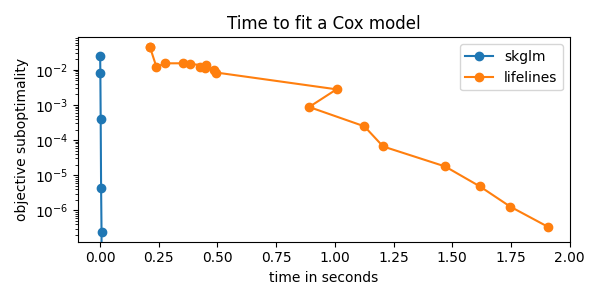 Time to fit a Cox model
objective suboptimality
10⁻²
10⁻³
10⁻⁴
10⁻⁵
10⁻⁶
skglm
lifelines
0.00 0.25 0.50 0.75 1.00 1.25 1.50 1.75 2.00
time in seconds